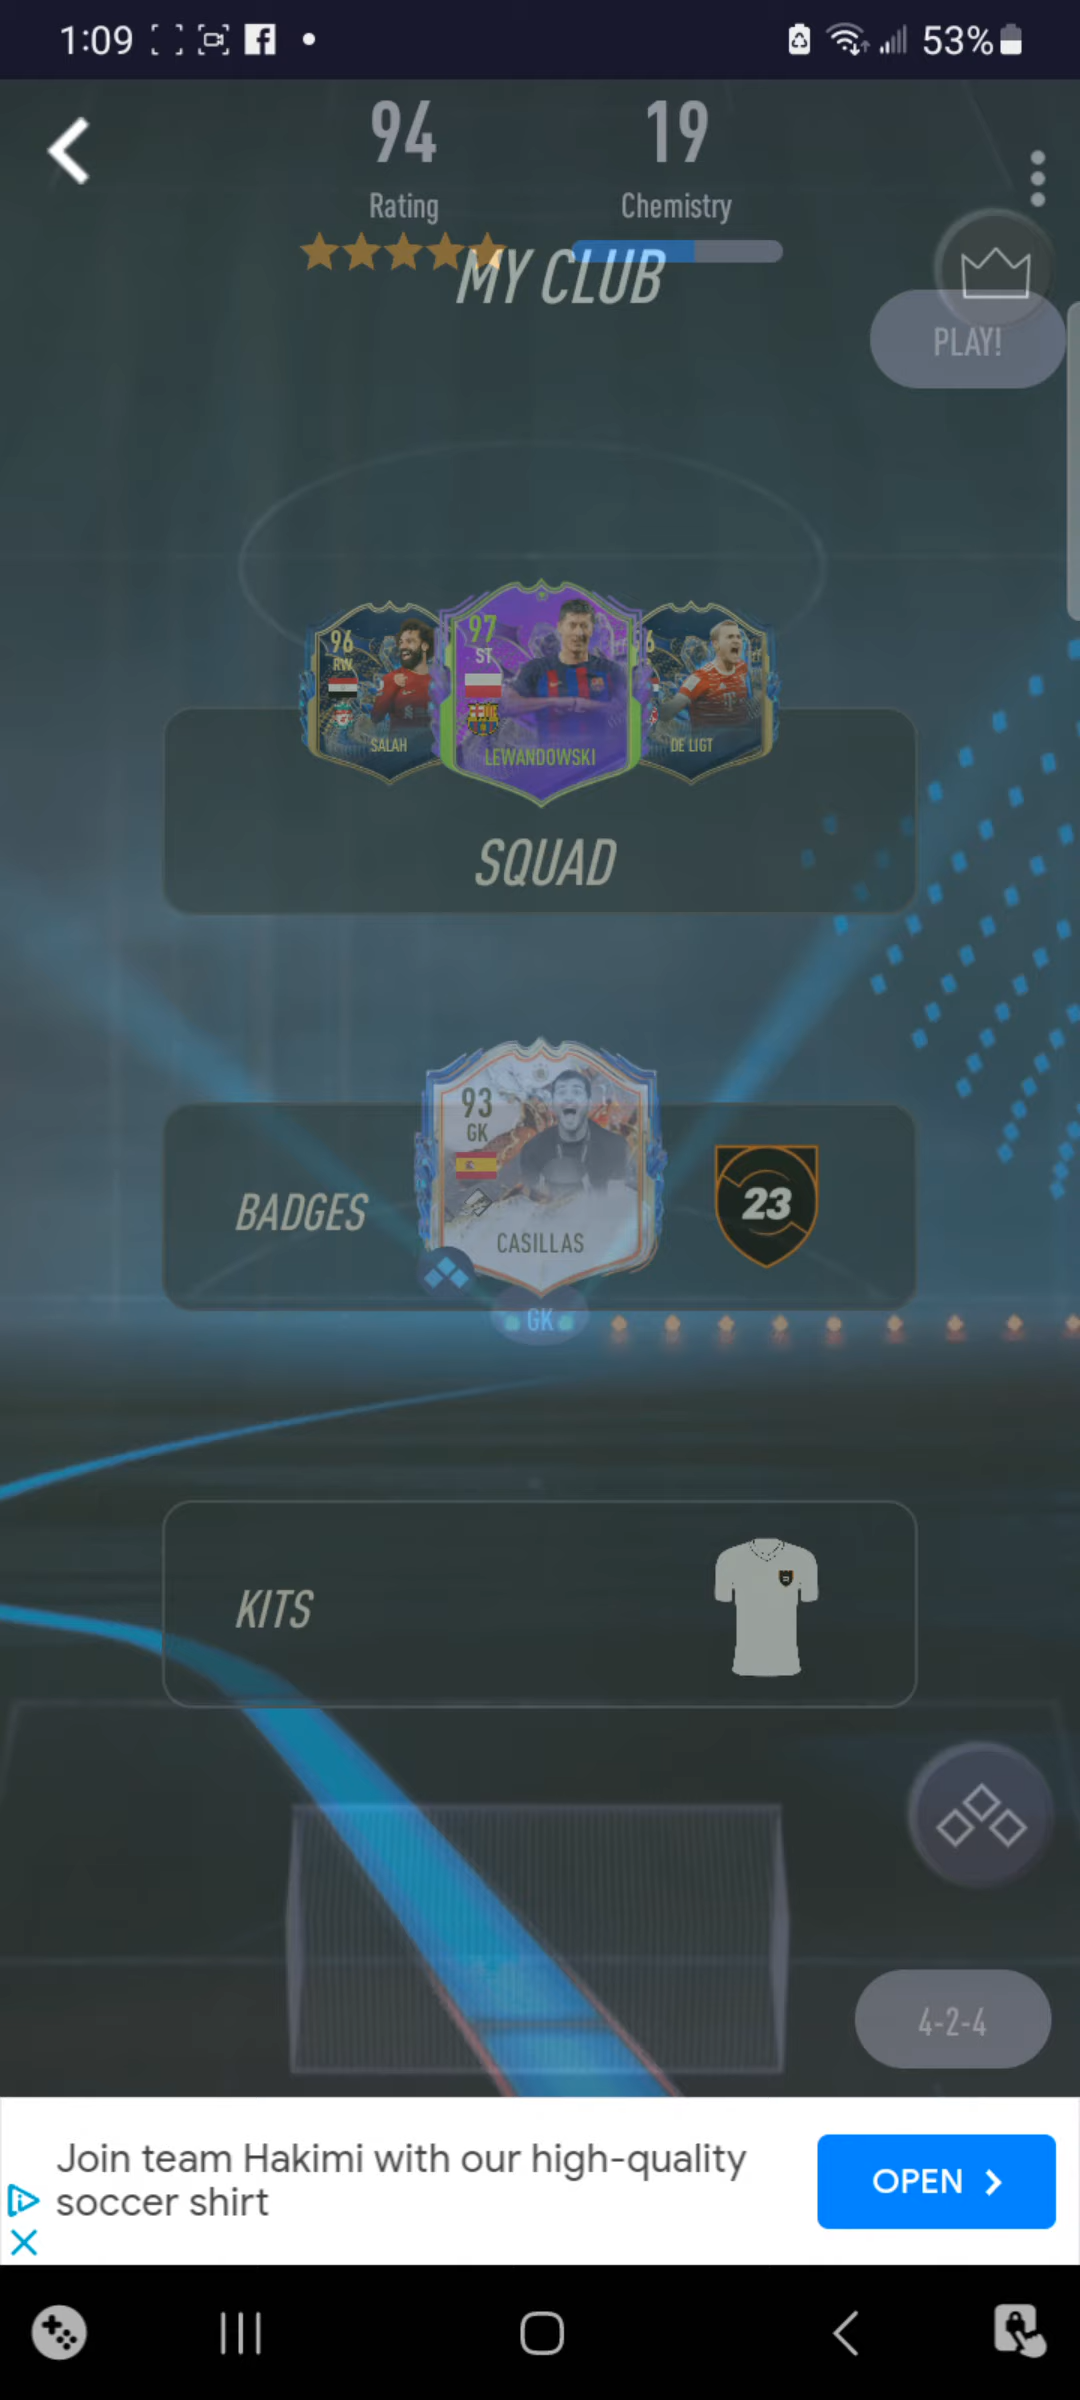 1:09
53%
94
19
Rating
Chemistry
MY CLUB
PLAY!
96
RW
SALAH
97
ST
LEWANDOWSKI
6
DE LIGT
SQUAD
93
GK
CASILLAS
BADGES
23
GK
KITS
4-2-4
Join team Hakimi with our high-quality
soccer shirt
OPEN